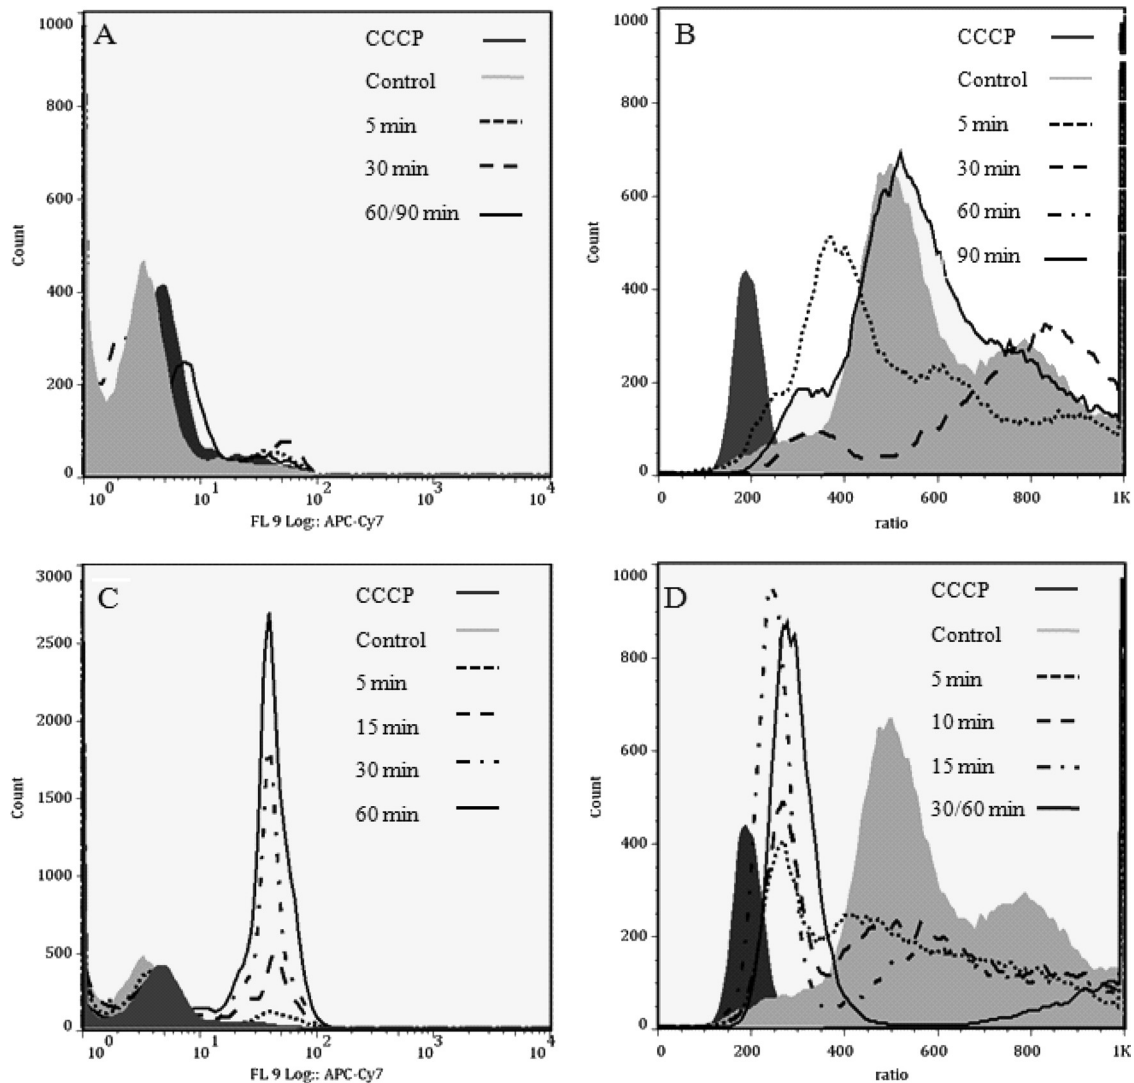 A
CCCP
Control
5 min
30 min
60/90 min
1000
800
600
400
200
0
Count
10^0
10^1
10^2
10^3
10^4
FL 9 Log:: APC-Cy7
B
CCCP
Control
5 min
30 min
60 min
90 min
1000
800
600
400
200
0
Count
0
200
400
600
800
1K
ratio
C
CCCP
Control
5 min
15 min
30 min
60 min
3000
2500
2000
1500
1000
500
0
Count
10^0
10^1
10^2
10^3
10^4
FL 9 Log:: APC-Cy7
D
CCCP
Control
5 min
10 min
15 min
30/60 min
1000
800
600
400
200
0
Count
0
200
400
600
800
1K
ratio